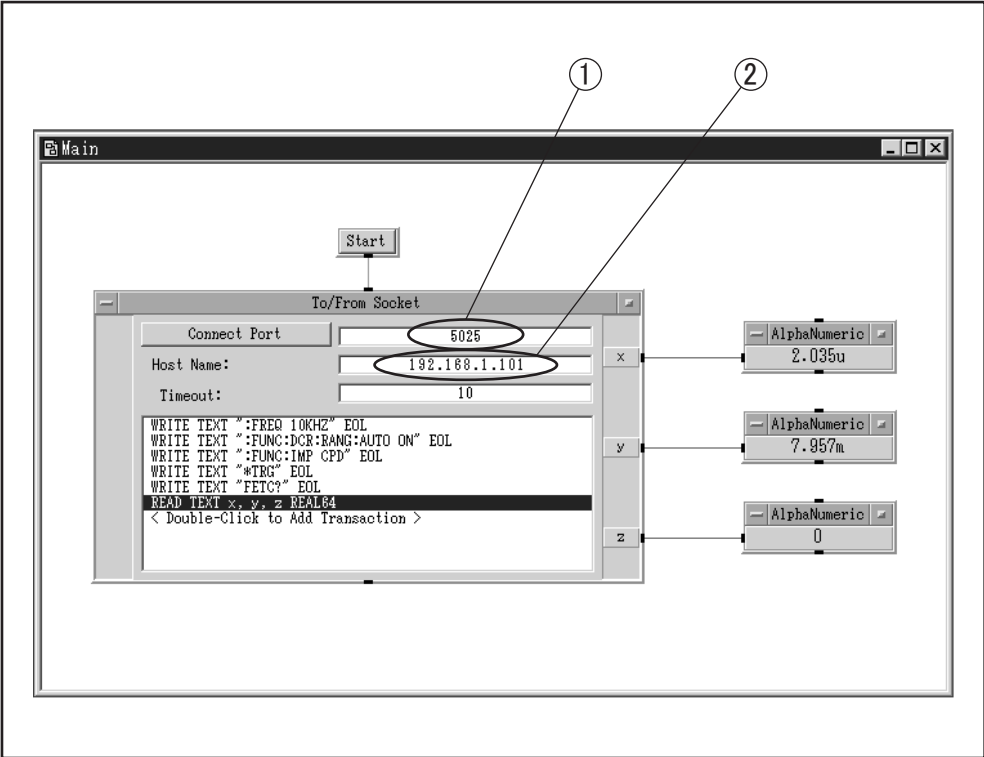 ① ②
Main
Start
To/From Socket
Connect Port 5025
Host Name: 192.168.1.101
Timeout: 10
WRITE TEXT ":FREQ 10KHZ" EOL
WRITE TEXT ":FUNC:DCR:RANG:AUTO ON" EOL
WRITE TEXT ":FUNC:IMP CPD" EOL
WRITE TEXT "*TRG" EOL
WRITE TEXT "FETC?" EOL
READ TEXT x, y, z REAL64
< Double-Click to Add Transaction >
x
y
z
AlphaNumeric
2.035u
AlphaNumeric
7.957m
AlphaNumeric
0